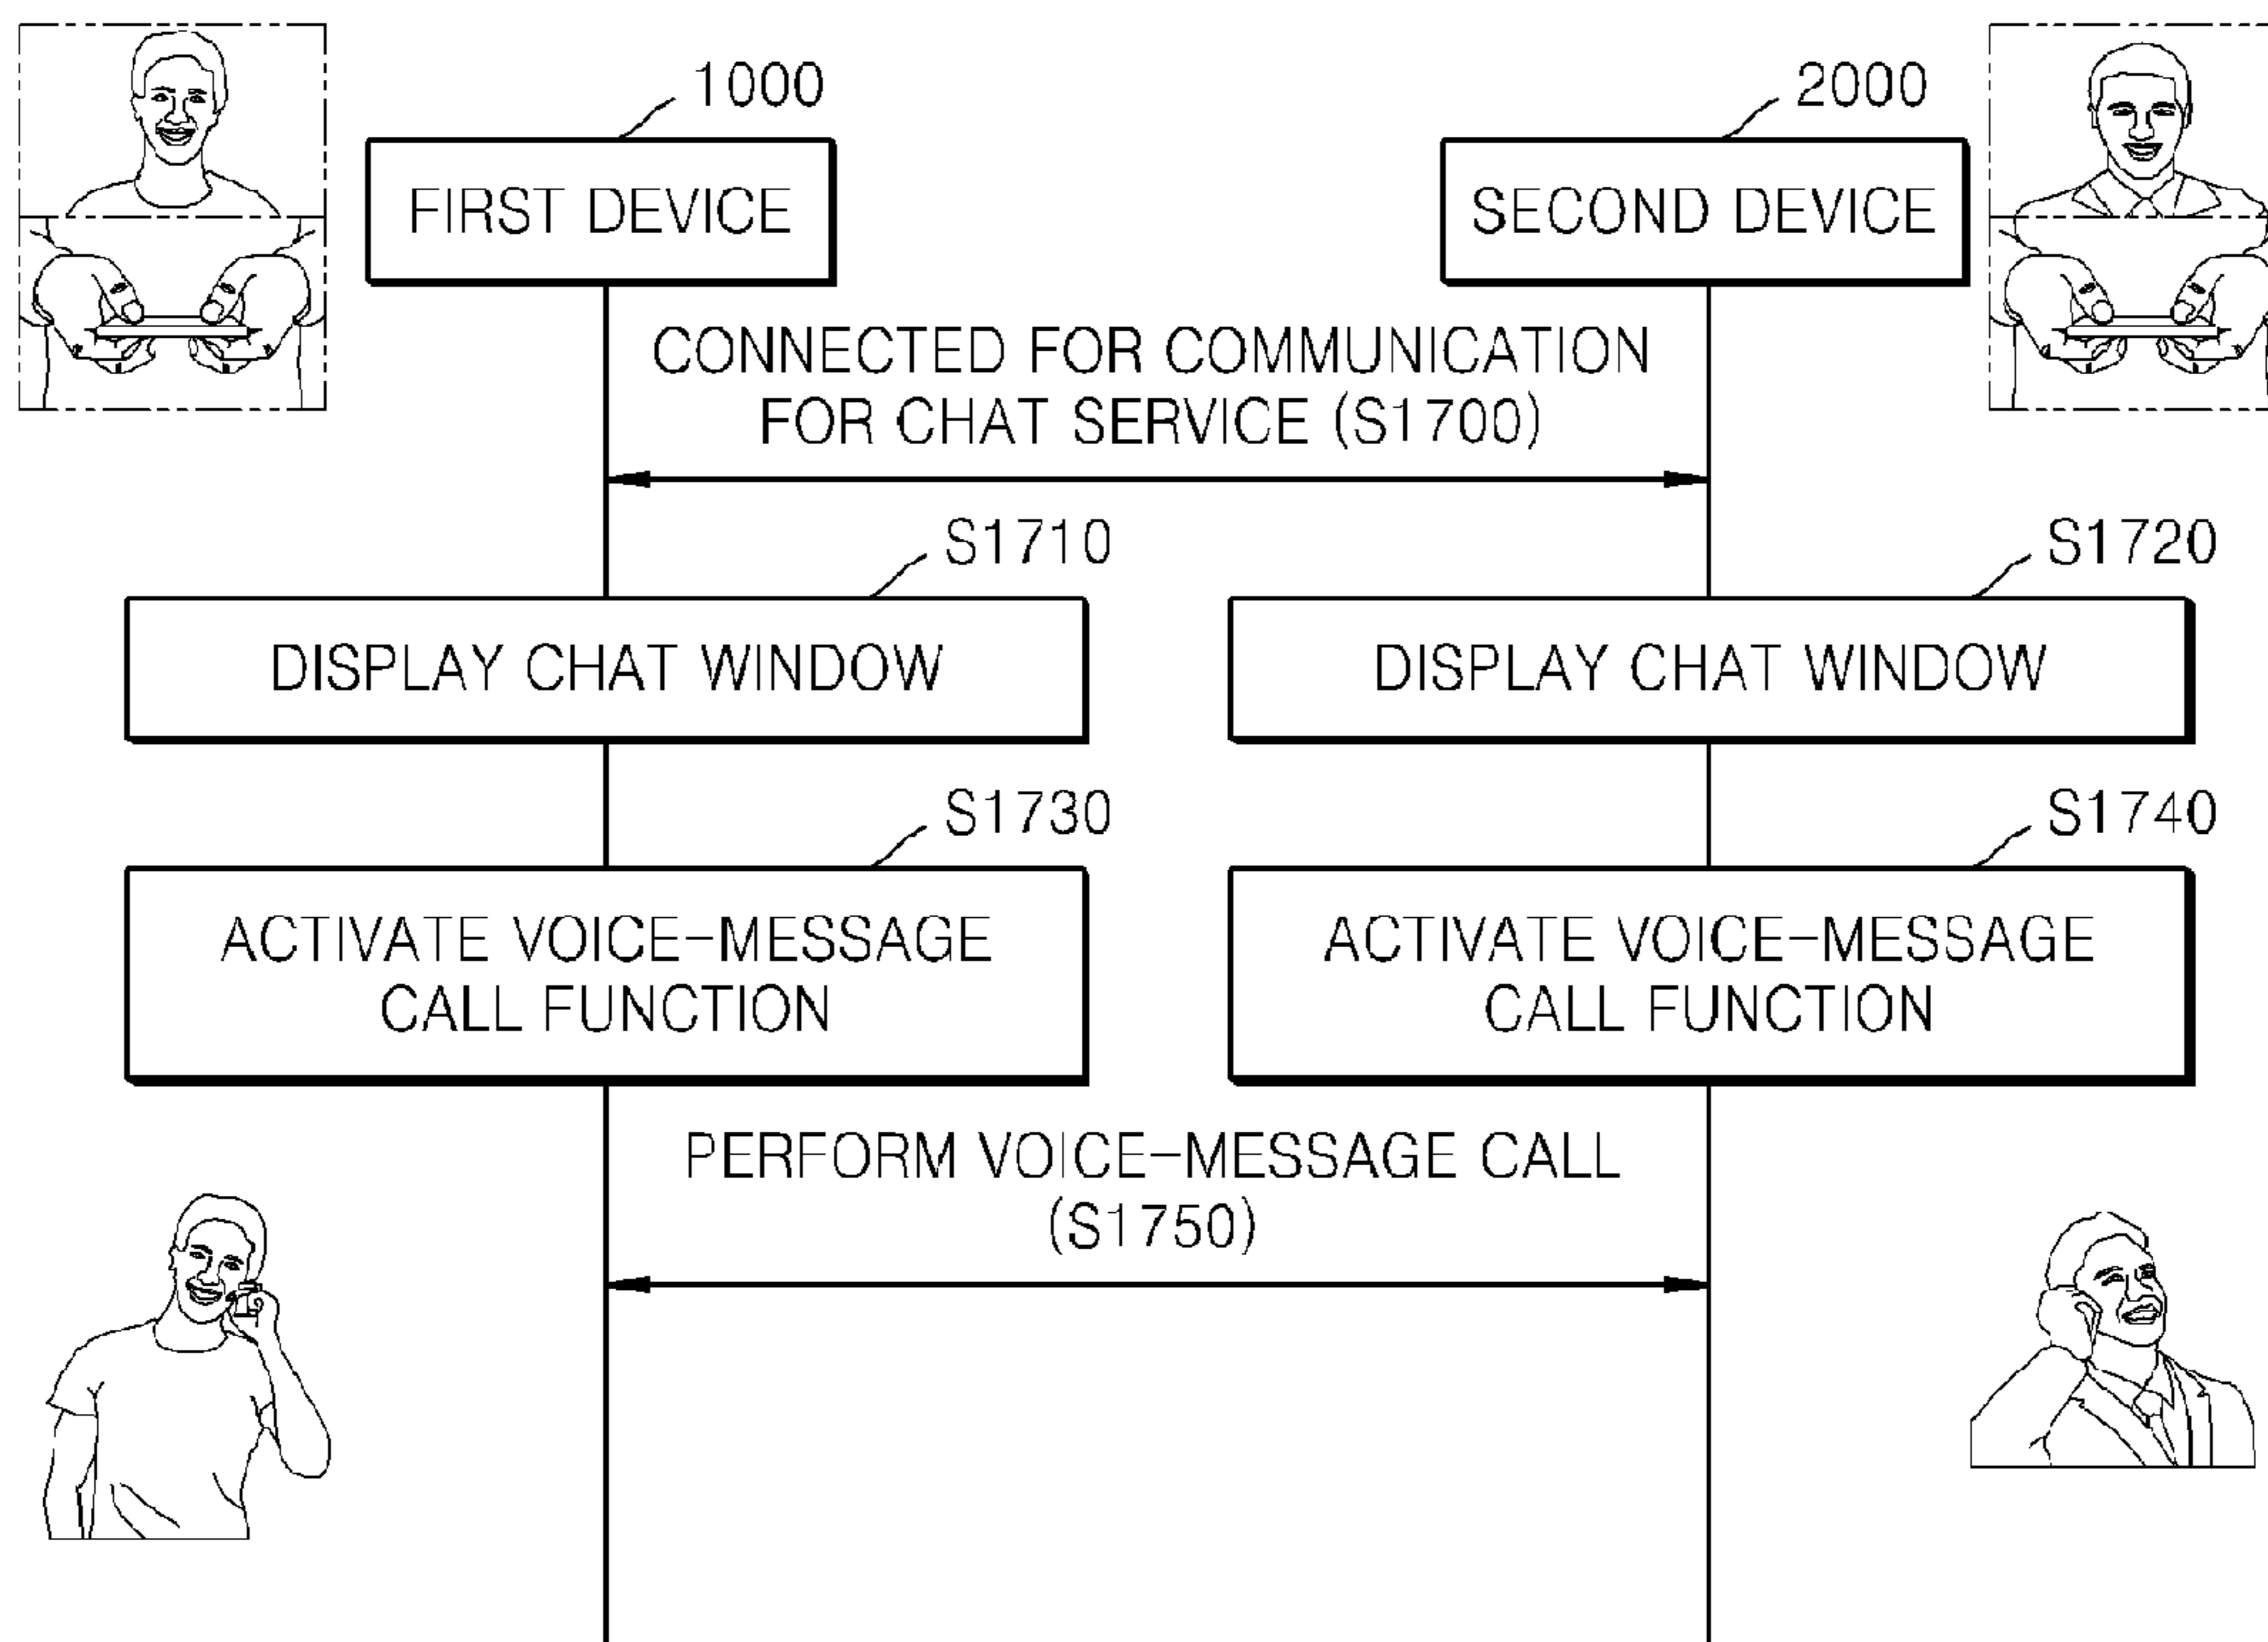 1000
2000
FIRST DEVICE
SECOND DEVICE
CONNECTED FOR COMMUNICATION
FOR CHAT SERVICE (S1700)
S1710
S1720
DISPLAY CHAT WINDOW
DISPLAY CHAT WINDOW
S1730
S1740
ACTIVATE VOICE-MESSAGE
CALL FUNCTION
ACTIVATE VOICE-MESSAGE
CALL FUNCTION
PERFORM VOICE-MESSAGE CALL
(S1750)